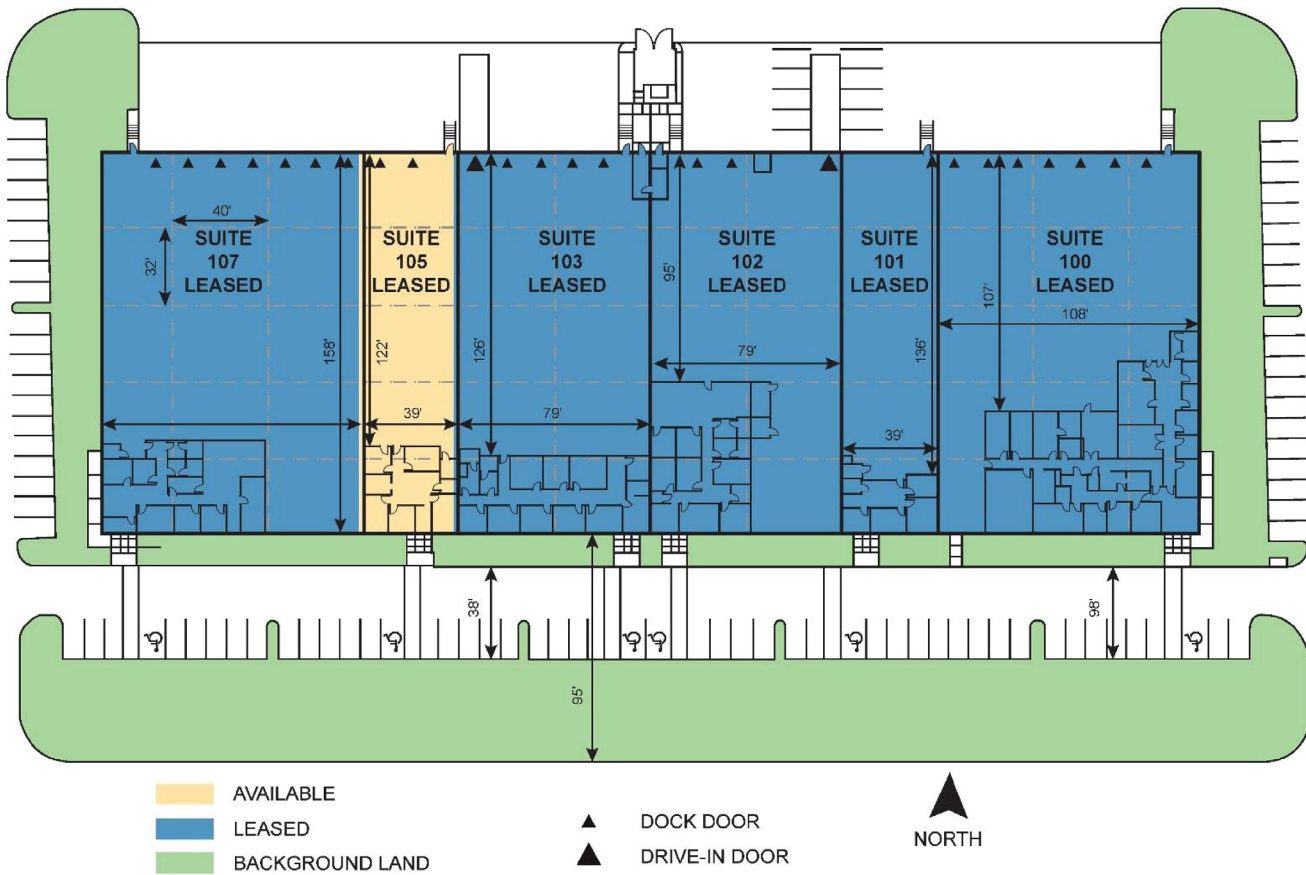 40'
32'
SUITE
107
LEASED
SUITE
105
LEASED
SUITE
103
LEASED
SUITE
102
LEASED
SUITE
101
LEASED
SUITE
100
LEASED
158'
122'
126'
95'
136'
107'
108'
79'
39'
79'
39'
38'
98'
95'
AVAILABLE
LEASED
BACKGROUND LAND
DOCK DOOR
DRIVE-IN DOOR
NORTH